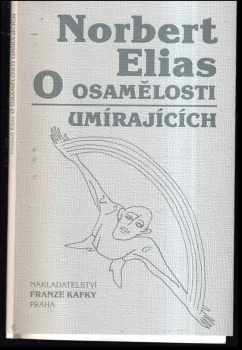 Norbert
Elias
O OSAMĚLOSTI
UMÍRAJÍCÍCH
NAKLADATELSTVÍ
FRANZE KAFKY
PRAHA